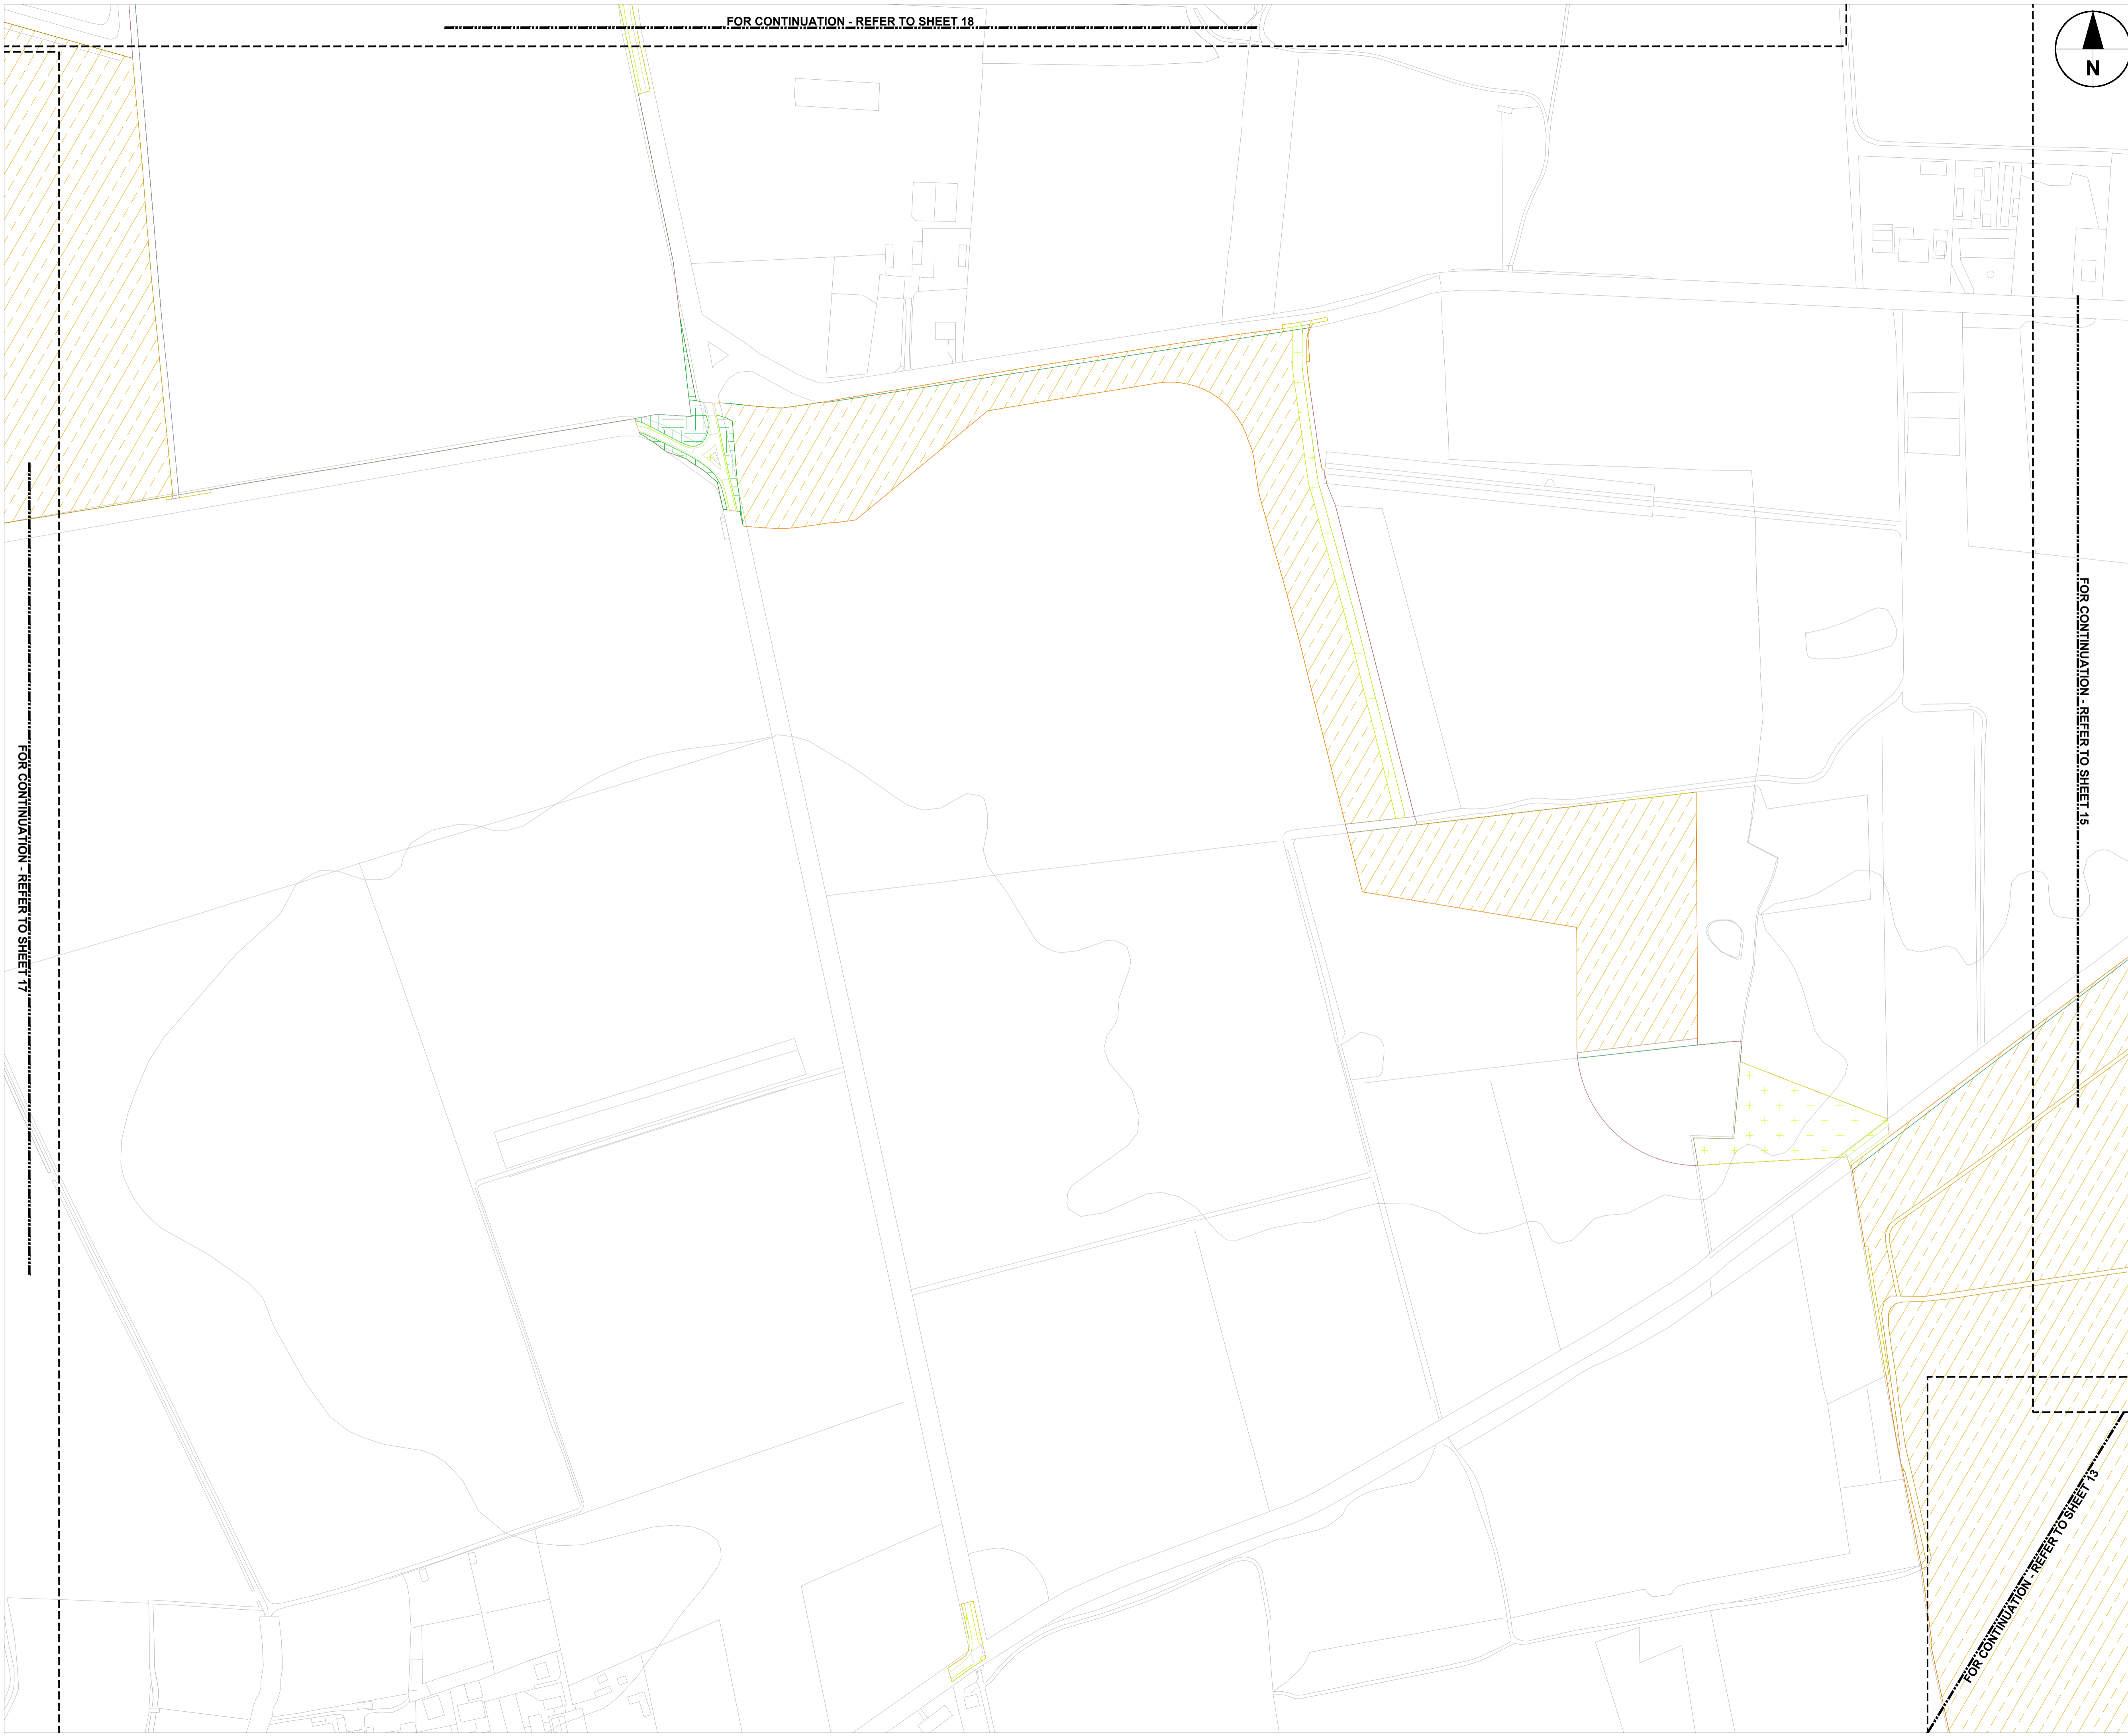 FOR CONTINUATION - REFER TO SHEET 18
N
FOR CONTINUATION - REFER TO SHEET 17
FOR CONTINUATION - REFER TO SHEET 15
FOR CONTINUATION - REFER TO SHEET 13